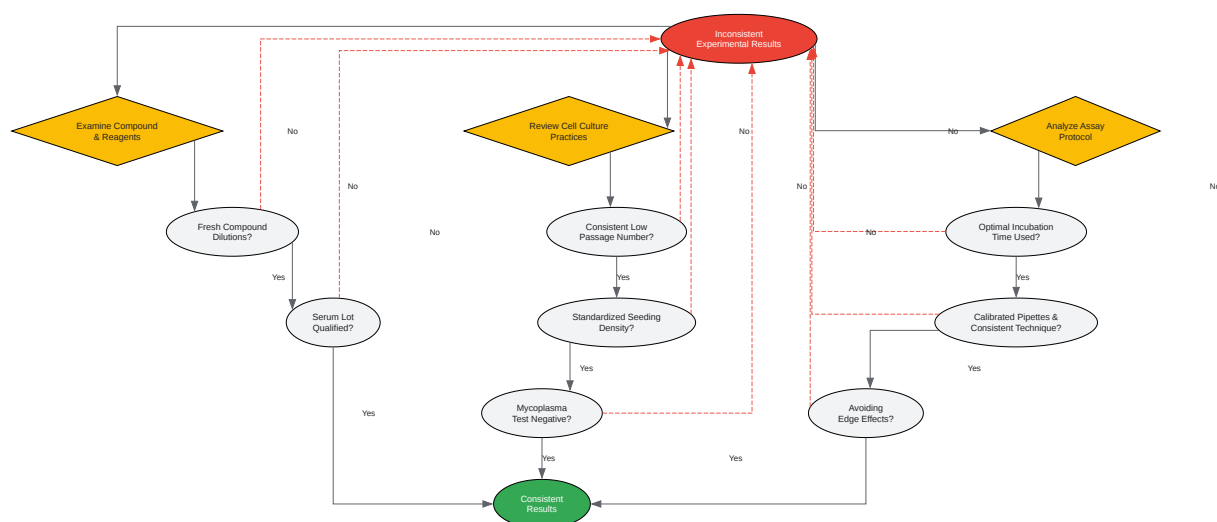 Inconsistent
Experimental Results
Examine Compound
& Reagents
No
Review Cell Culture
Practices
No
No
Analyze Assay
Protocol
No
No
No
Fresh Compound
Dilutions?
No
Consistent Low
Passage Number?
No
Optimal Incubation
Time Used?
Yes
Yes
Yes
Serum Lot
Qualified?
Standardized Seeding
Density?
Calibrated Pipettes &
& Consistent Technique?
Yes
Yes
Yes
Mycoplasma
Test Negative?
Avoiding
Edge Effects?
Yes
Yes
Consistent
Results